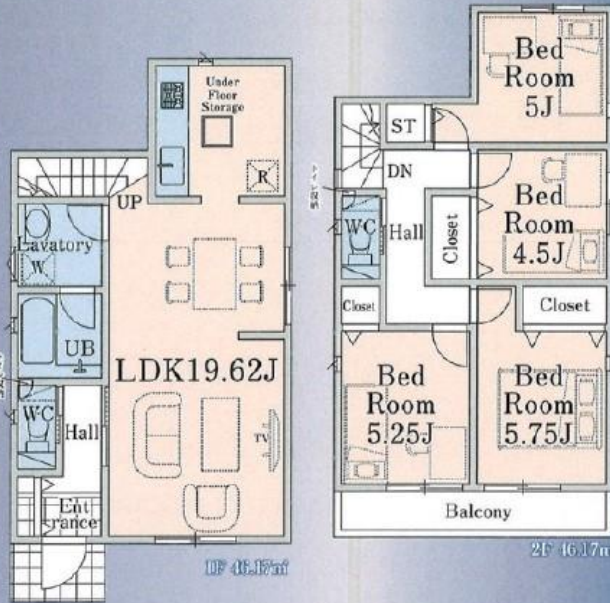 Under
Floor
Storage
R
UP
Lavatory
W
UB
LDK19.62J
WC
Hall
TV
Ent
rance
1F 46.17㎡
Bed
Room
5J
ST
DN
WC
Hall
Closet
Bed
Room
4.5J
Closet
Closet
Bed
Room
5.25J
Bed
Room
5.75J
Balcony
2F 46.17㎡